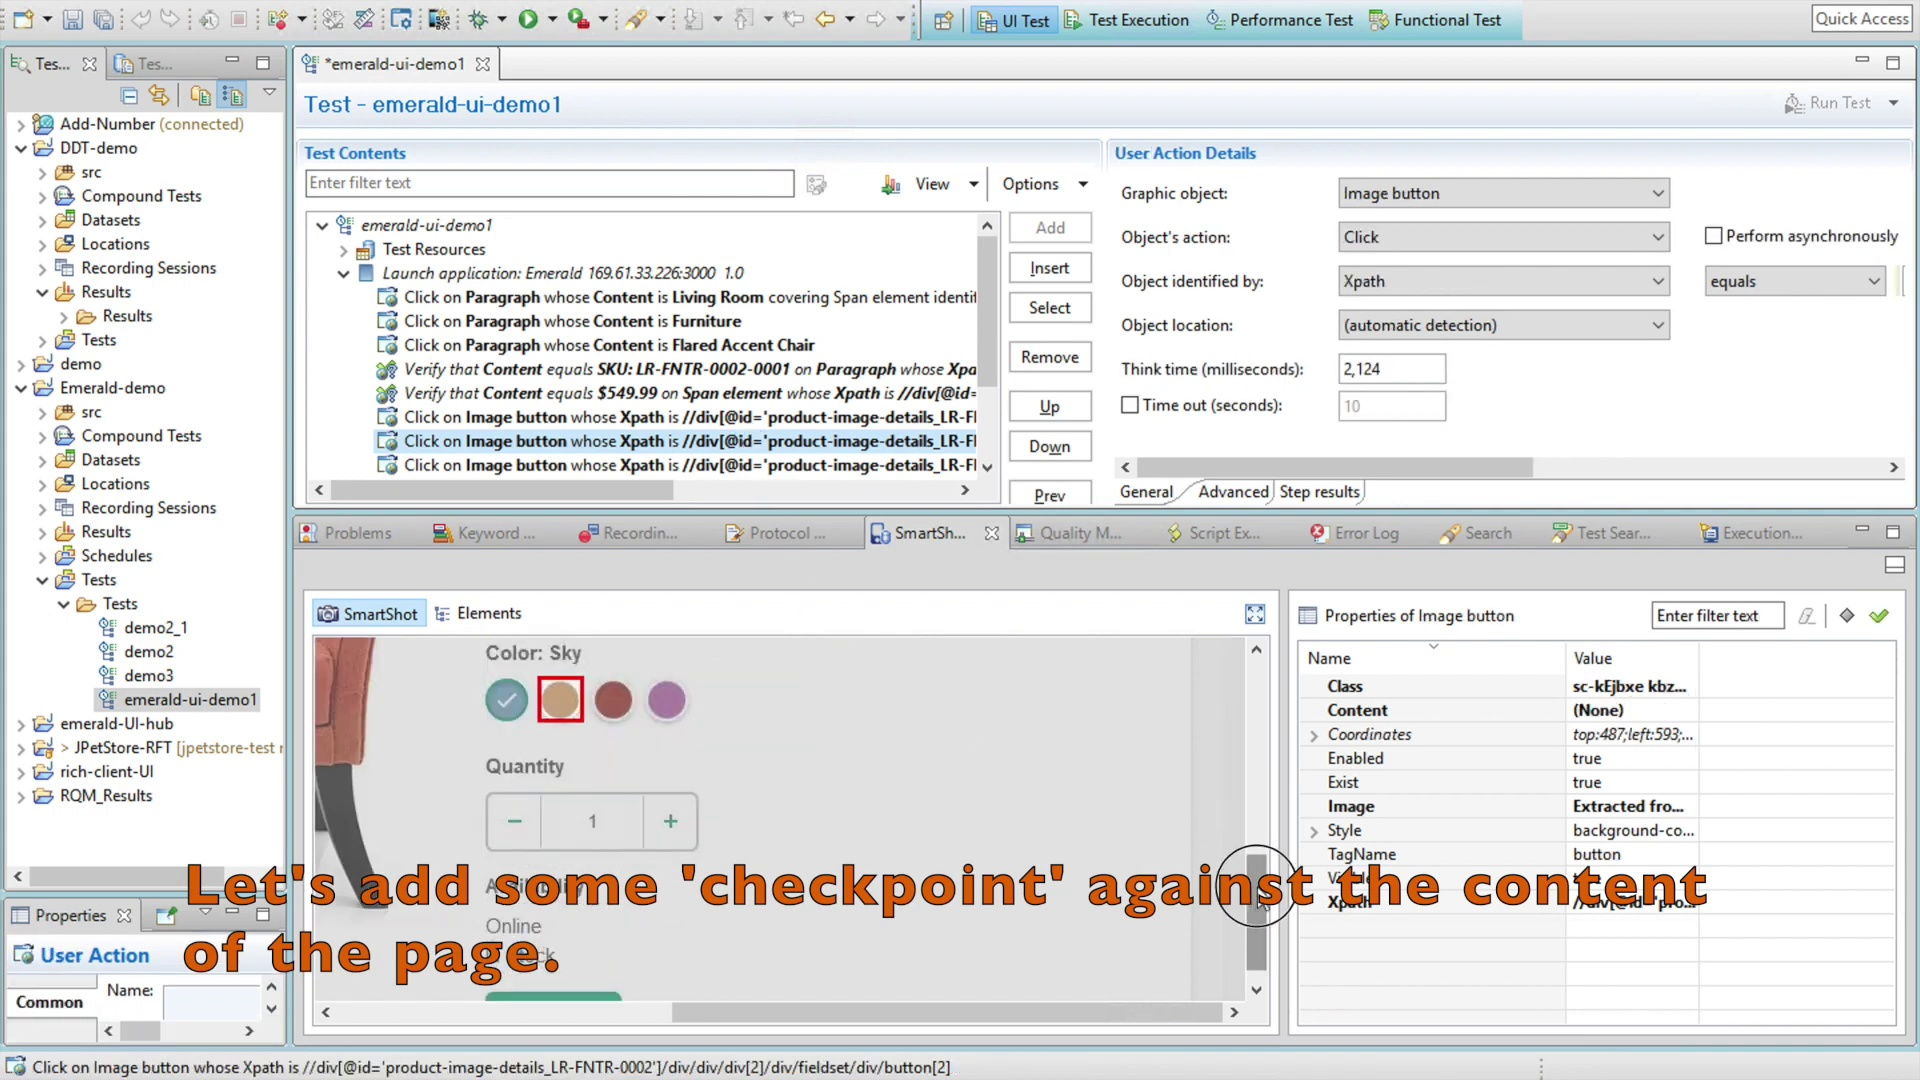 UI Test
Test Execution
Performance Test
Functional Test
Quick Access
Tes...
Tes...
*emerald-ui-demo1
Test - emerald-ui-demo1
Run Test
Add-Number (connected)
DDT-demo
src
Compound Tests
Datasets
Locations
Recording Sessions
Results
Results
Tests
demo
Emerald-demo
src
Compound Tests
Datasets
Locations
Recording Sessions
Results
Schedules
Tests
Tests
demo2_1
demo2
demo3
emerald-ui-demo1
emerald-UI-hub
> JPetStore-RFT [jpetstore-test r
rich-client-UI
RQM_Results
Test Contents
Enter filter text
View
Options
emerald-ui-demo1
Test Resources
Launch application: Emerald 169.61.33.226:3000 1.0
Click on Paragraph whose Content is Living Room covering Span element identif
Click on Paragraph whose Content is Furniture
Click on Paragraph whose Content is Flared Accent Chair
Verify that Content equals SKU: LR-FNTR-0002-0001 on Paragraph whose Xpa
Verify that Content equals $549.99 on Span element whose Xpath is //div[@id=
Click on Image button whose Xpath is //div[@id='product-image-details_LR-FI
Click on Image button whose Xpath is //div[@id='product-image-details_LR-FI
Click on Image button whose Xpath is //div[@id='product-image-details_LR-FI
Add
Insert
Select
Remove
Up
Down
Prev
User Action Details
Graphic object:
Image button
Object's action:
Click
Perform asynchronously
Object identified by:
Xpath
equals
Object location:
(automatic detection)
Think time (milliseconds):
2,124
Time out (seconds):
10
General
Advanced
Step results
Problems
Keyword ...
Recordin...
Protocol ...
SmartSh...
Quality M...
Script Ex...
Error Log
Search
Test Sear...
Execution...
SmartShot
Elements
Color: Sky
Quantity
1
Online
Properties of Image button
Enter filter text
Name
Value
Class
sc-kEjbxe kbz...
Content
(None)
Coordinates
top:487;left:593;...
Enabled
true
Exist
true
Image
Extracted fro...
Style
background-co...
TagName
button
Xpath
Let's add some 'checkpoint' against the content
of the page.
Properties
User Action
Common
Name:
Click on Image button whose Xpath is //div[@id='product-image-details_LR-FNTR-0002']/div/div/div[2]/div/fieldset/div/button[2]